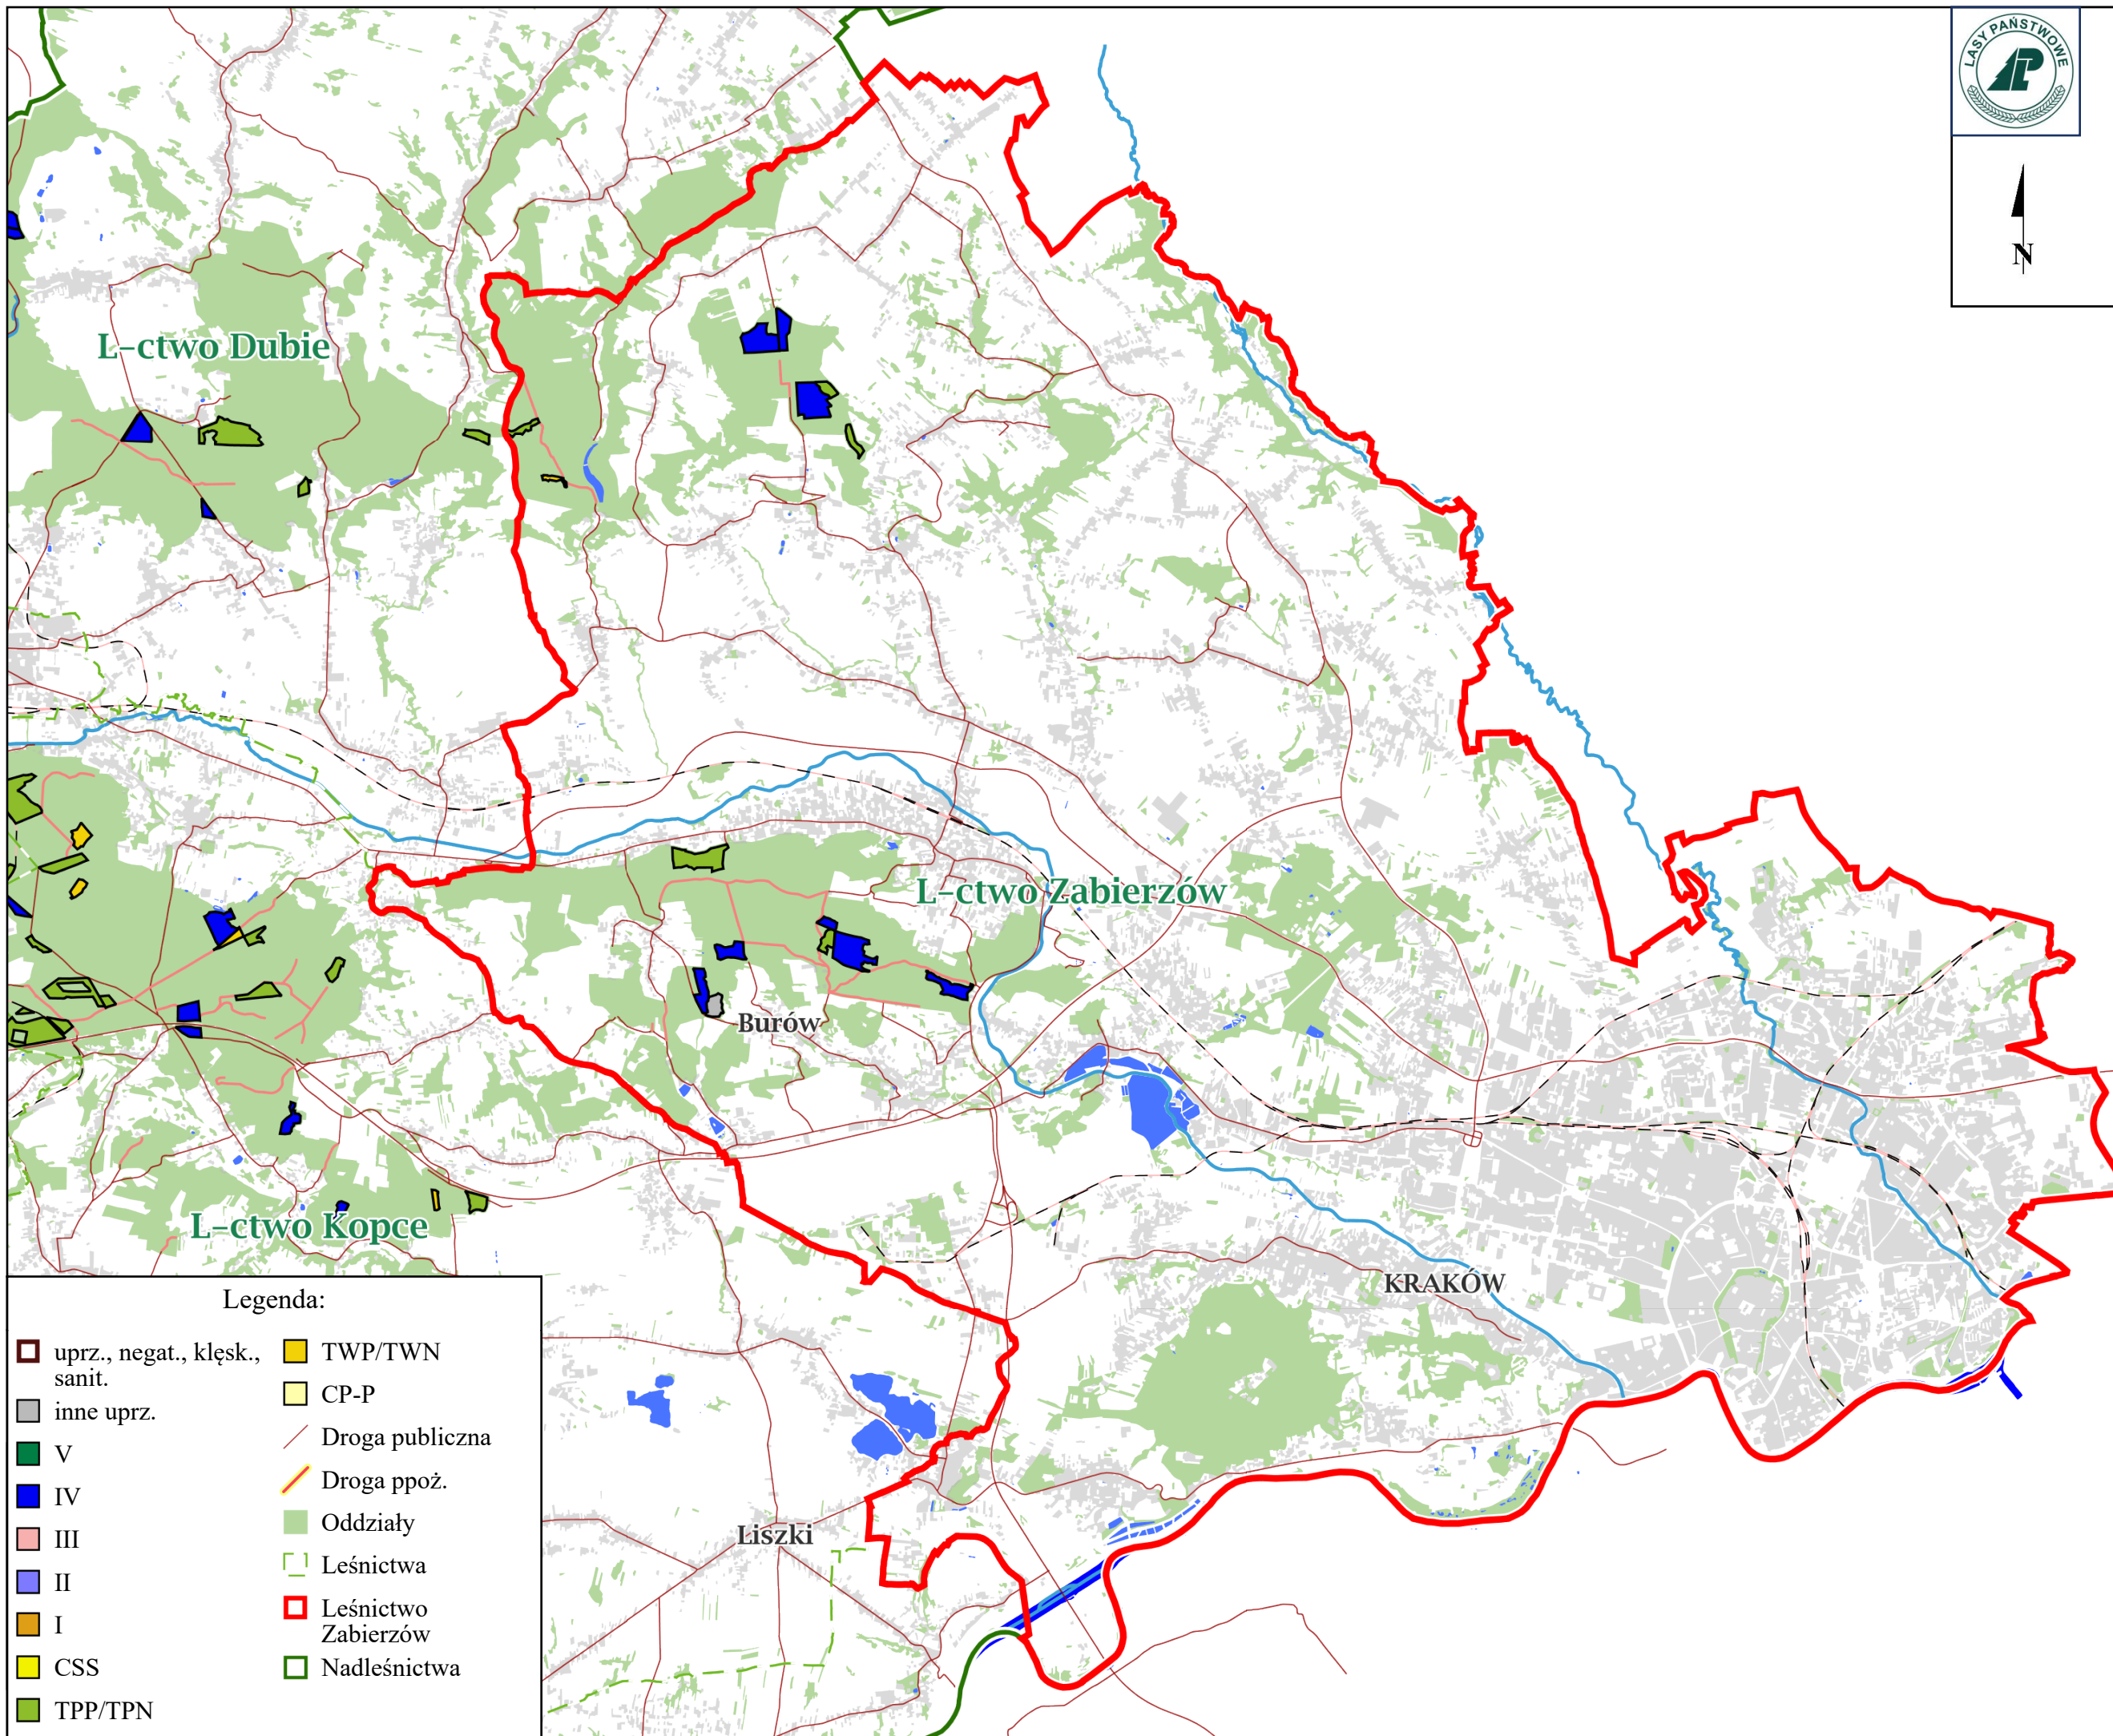 LASY PAŃSTWOWE
LP
N
L-ctwo Dubie
L-ctwo Zabierzów
Burów
L-ctwo Kopce
KRAKÓW
Liszki
Legenda:
uprz., negat., klęsk.,
sanit.
inne uprz.
V
IV
III
II
I
CSS
TPP/TPN
TWP/TWN
CP-P
Droga publiczna
Droga ppoż.
Oddziały
Leśnictwa
Leśnictwo
Zabierzów
Nadleśnictwa